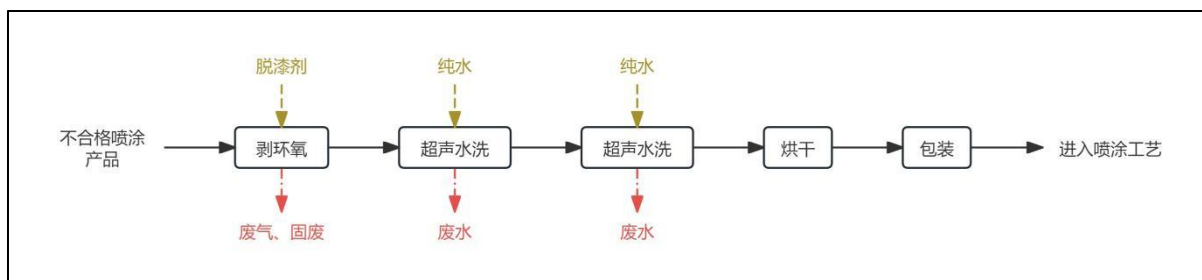 脱漆剂
纯水
纯水
不合格喷涂
产品
剥环氧
超声水洗
超声水洗
烘干
包装
进入喷涂工艺
废气、固废
废水
废水